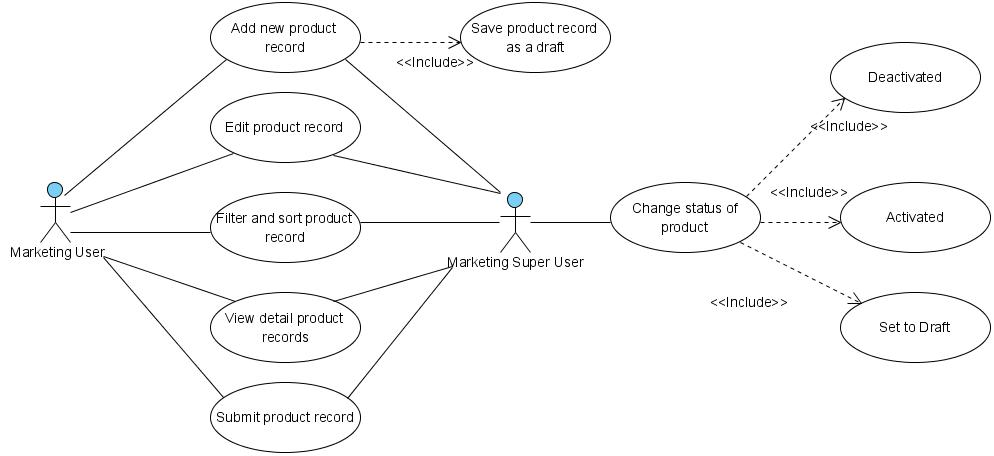 Add new product
record
Save product record
as a draft
<<Include>>
Deactivated
<<Include>>
Edit product record
Filter and sort product
record
Marketing User
Marketing Super User
Change status of
product
<<Include>>
Activated
<<Include>>
Set to Draft
View detail product
records
Submit product record